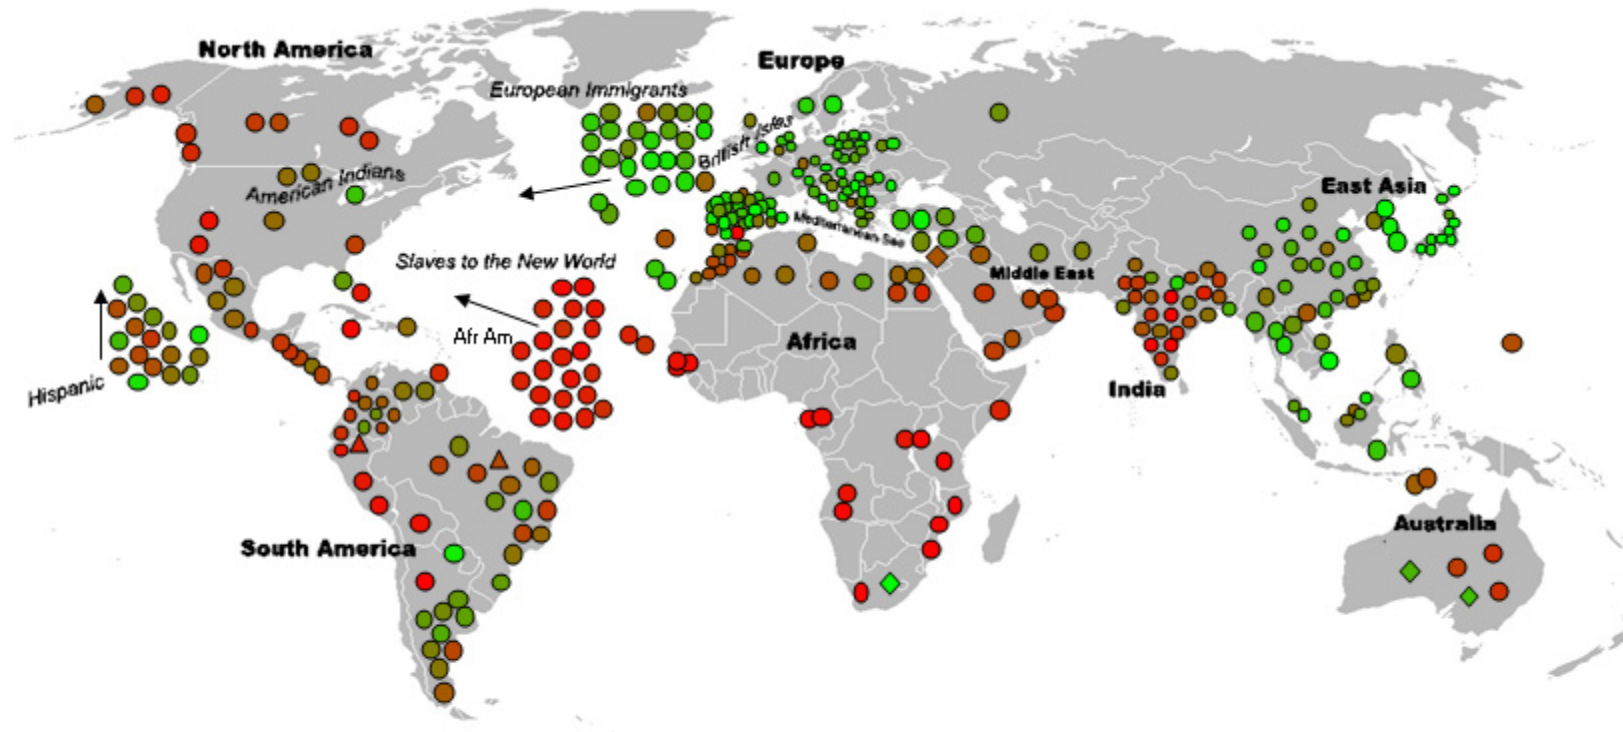 North America
Europe
European Immigrants
British Isles
American Indians
East Asia
Mediterranean Sea
Slaves to the New World
Middle East
Afr Am
Africa
Hispanic
India
South America
Australia